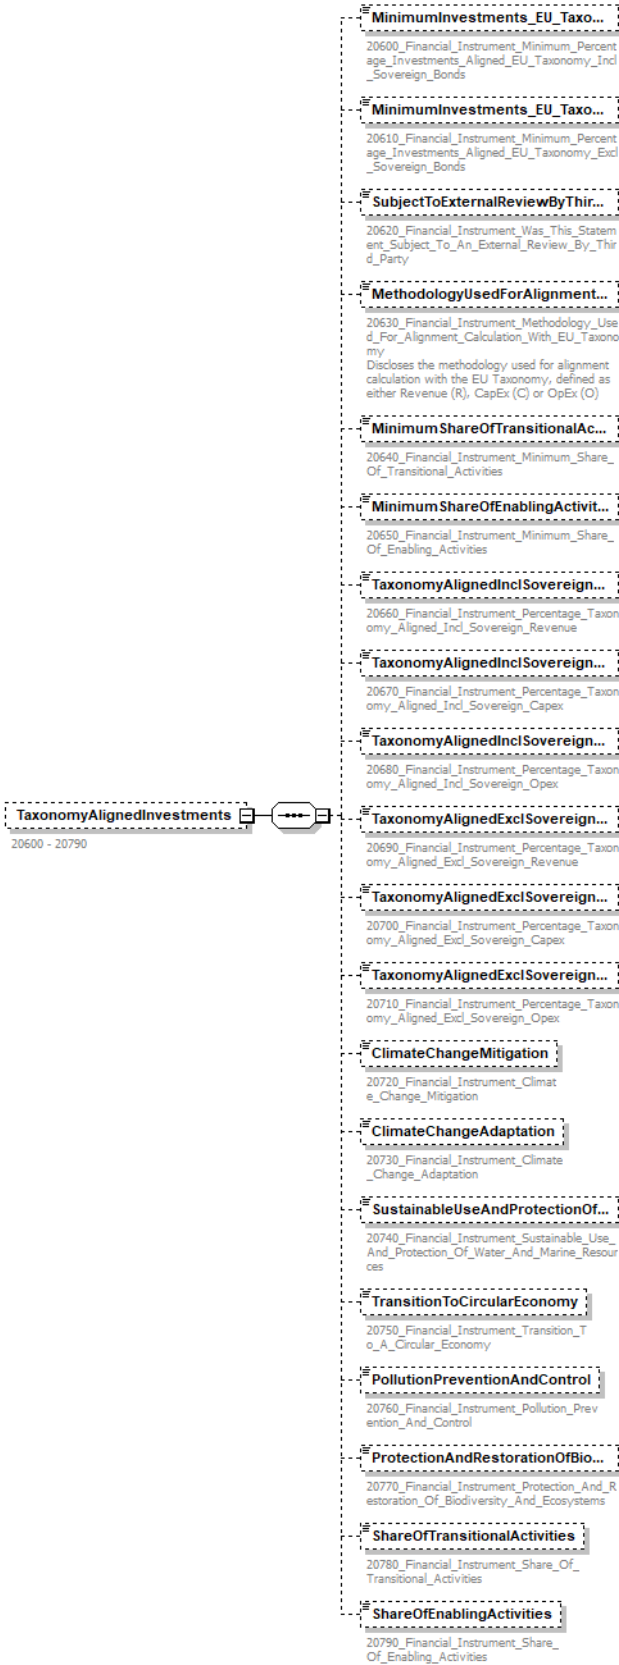 MinimumInvestments_EU_Taxo...
20600_Financial_Instrument_Minimum_Percent
age_Investments_Aligned_EU_Taxonomy_Incl
_Sovereign_Bonds
MinimumInvestments_EU_Taxo...
20610_Financial_Instrument_Minimum_Percent
age_Investments_Aligned_EU_Taxonomy_Excl
_Sovereign_Bonds
SubjectToExternalReviewByThir...
20620_Financial_Instrument_Was_This_Statem
ent_Subject_To_An_External_Review_By_Thir
d_Party
MethodologyUsedForAlignment...
20630_Financial_Instrument_Methodology_Use
d_For_Alignment_Calculation_With_EU_Taxono
my
Discloses the methodology used for alignment
calculation with the EU Taxonomy, defined as
either Revenue (R), CapEx (C) or OpEx (O)
MinimumShareOfTransitionalAc...
20640_Financial_Instrument_Minimum_Share_
Of_Transitional_Activities
MinimumShareOfEnablingActivit...
20650_Financial_Instrument_Minimum_Share_
Of_Enabling_Activities
TaxonomyAlignedInclSovereign...
20660_Financial_Instrument_Percentage_Taxon
omy_Aligned_Incl_Sovereign_Revenue
TaxonomyAlignedInclSovereign...
20670_Financial_Instrument_Percentage_Taxon
omy_Aligned_Incl_Sovereign_Capex
TaxonomyAlignedInclSovereign...
20680_Financial_Instrument_Percentage_Taxon
omy_Aligned_Incl_Sovereign_Opex
TaxonomyAlignedInvestments
20600 - 20790
TaxonomyAlignedExclSovereign...
20690_Financial_Instrument_Percentage_Taxon
omy_Aligned_Excl_Sovereign_Revenue
TaxonomyAlignedExclSovereign...
20700_Financial_Instrument_Percentage_Taxon
omy_Aligned_Excl_Sovereign_Capex
TaxonomyAlignedExclSovereign...
20710_Financial_Instrument_Percentage_Taxon
omy_Aligned_Excl_Sovereign_Opex
ClimateChangeMitigation
20720_Financial_Instrument_Climat
e_Change_Mitigation
ClimateChangeAdaptation
20730_Financial_Instrument_Climate
_Change_Adaptation
SustainableUseAndProtectionOf...
20740_Financial_Instrument_Sustainable_Use_
And_Protection_Of_Water_And_Marine_Resour
ces
TransitionToCircularEconomy
20750_Financial_Instrument_Transition_T
o_A_Circular_Economy
PollutionPreventionAndControl
20760_Financial_Instrument_Pollution_Prev
ention_And_Control
ProtectionAndRestorationOfBio...
20770_Financial_Instrument_Protection_And_R
estoration_Of_Biodiversity_And_Ecosystems
ShareOfTransitionalActivities
20780_Financial_Instrument_Share_Of_
Transitional_Activities
ShareOfEnablingActivities
20790_Financial_Instrument_Share_
Of_Enabling_Activities